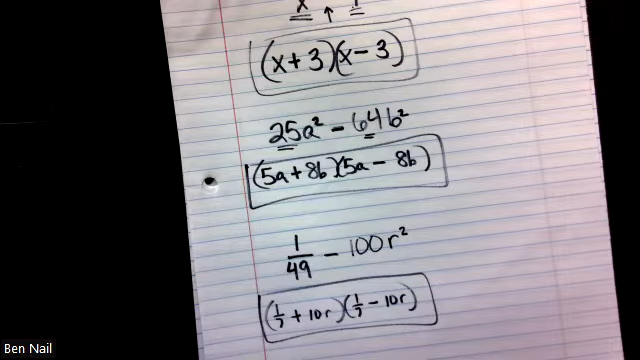 (x+3)(x-3)
25a² - 64b²
(5a+8b)(5a-8b)
1/49 - 100r²
(1/7 + 10r)(1/7 - 10r)
Ben Nail